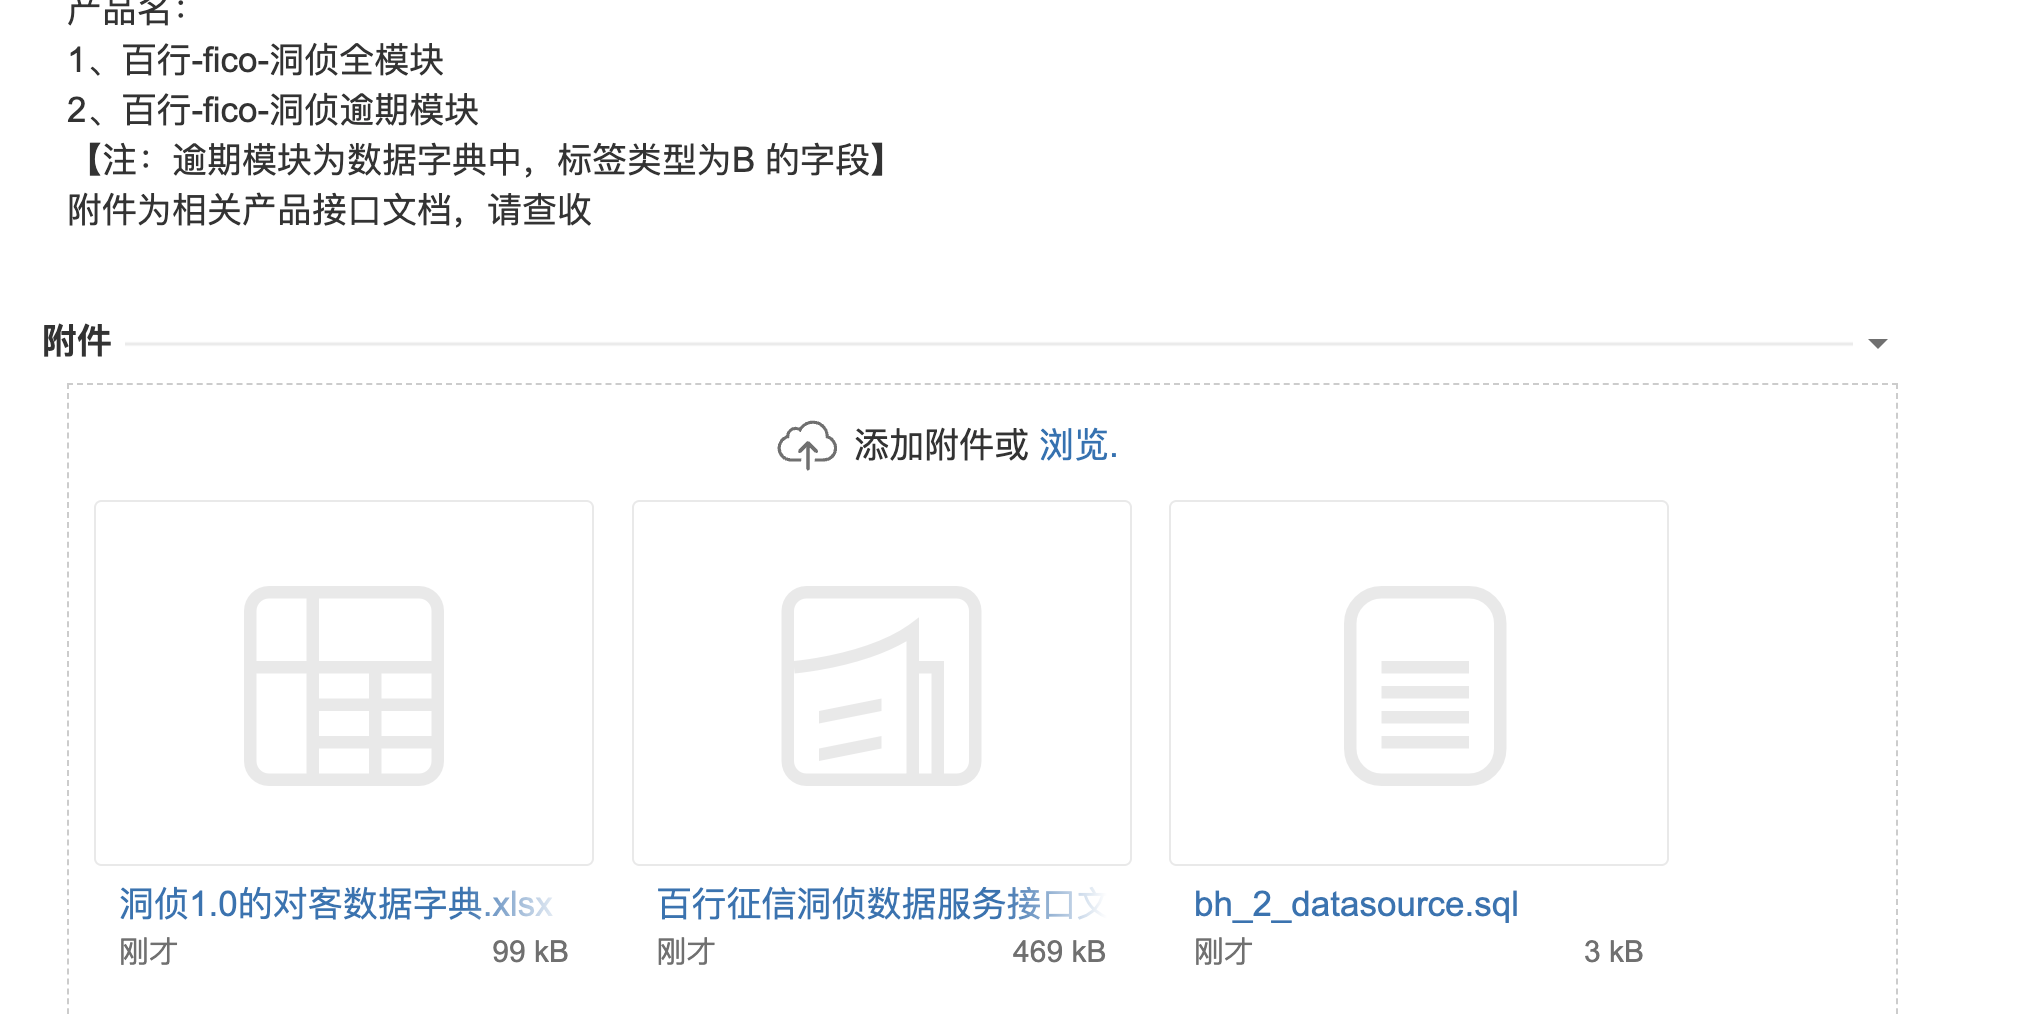 产品名：
1、百行-fico-洞侦全模块
2、百行-fico-洞侦逾期模块
【注：逾期模块为数据字典中，标签类型为B 的字段】
附件为相关产品接口文档，请查收
附件
添加附件或 浏览.
洞侦1.0的对客数据字典.xlsx
刚才 99 kB
百行征信洞侦数据服务接口文
刚才 469 kB
bh_2_datasource.sql
刚才 3 kB